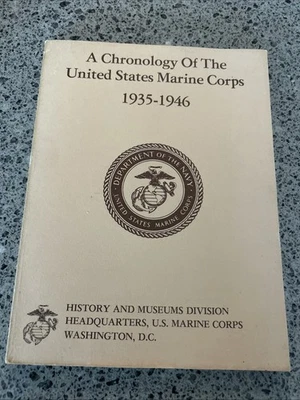 A Chronology Of The
United States Marine Corps
1935-1946
DEPARTMENT OF THE NAVY
UNITED STATES MARINE CORPS
HISTORY AND MUSEUMS DIVISION
HEADQUARTERS, U.S. MARINE CORPS
WASHINGTON, D.C.